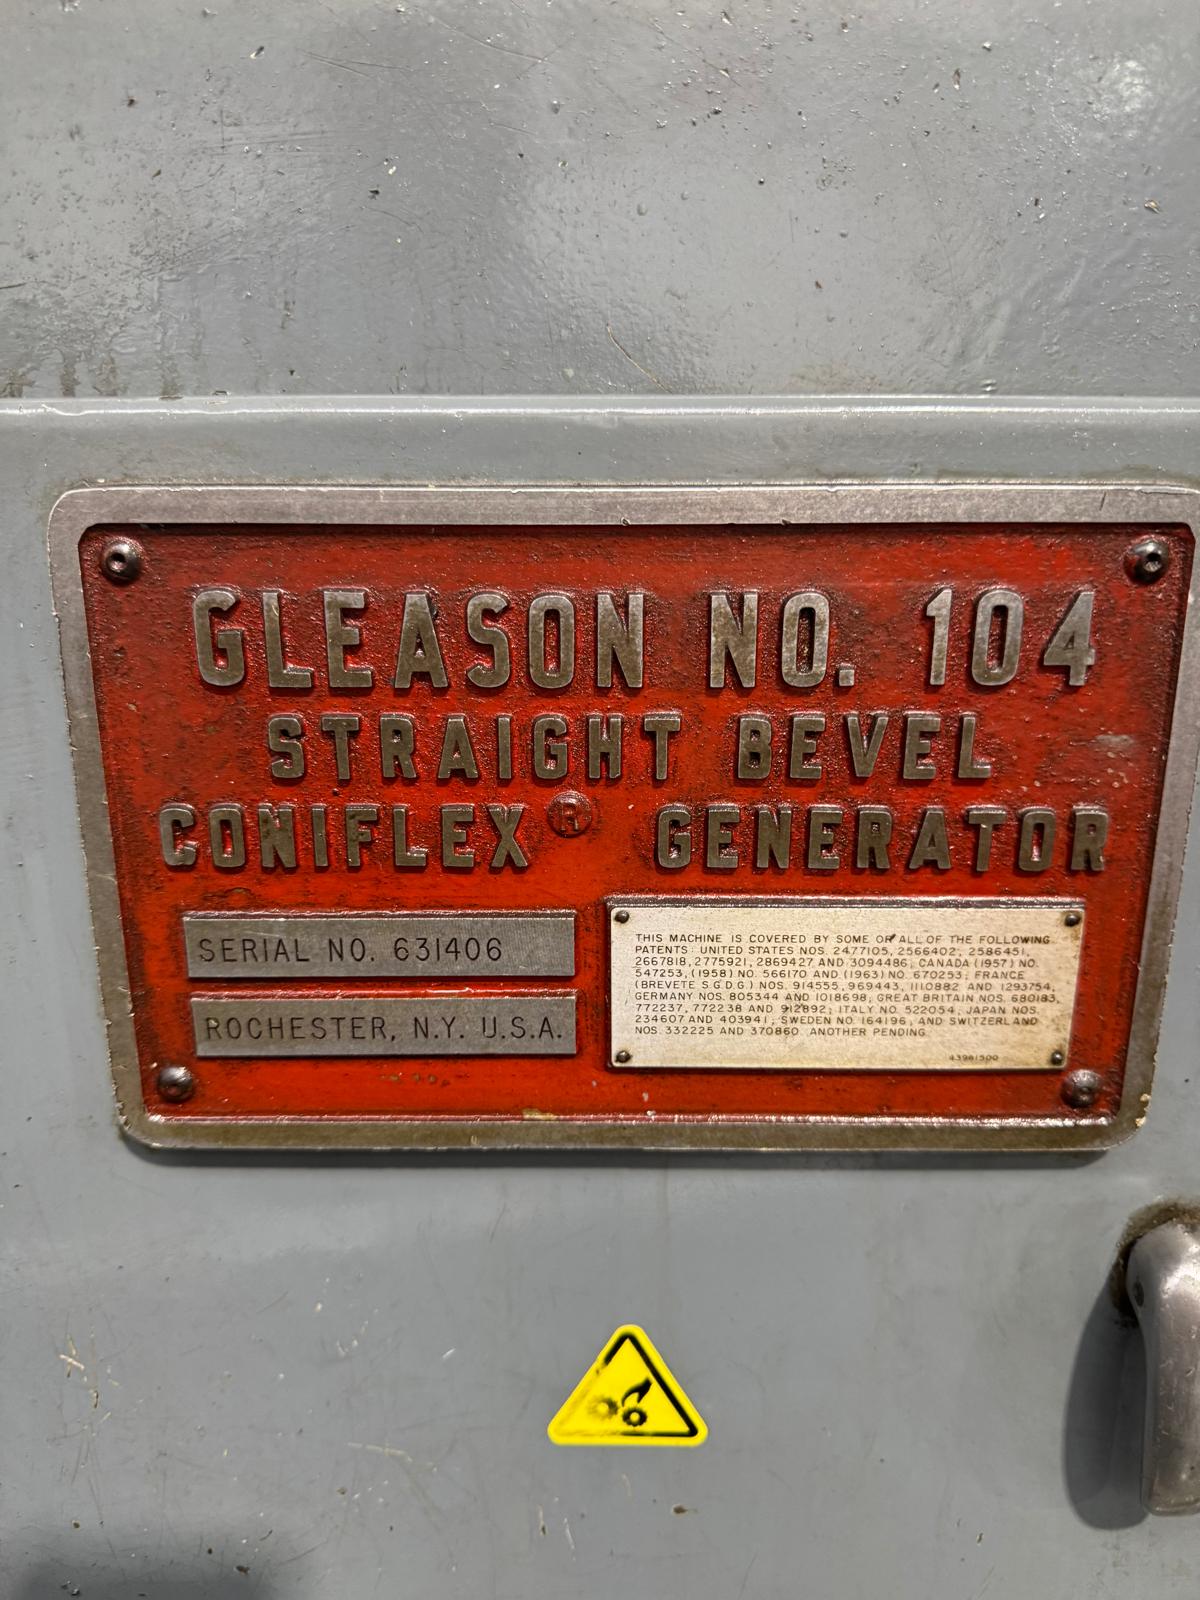 GLEASON NO. 104
STRAIGHT BEVEL
CONIFLEX ® GENERATOR
SERIAL NO. 631406
ROCHESTER, N.Y. U.S.A.
THIS MACHINE IS COVERED BY SOME OR ALL OF THE FOLLOWING
PATENTS: UNITED STATES NOS. 2477105, 2566402, 2586451,
2667818, 2775921, 2869427 AND 3094486; CANADA (1957) NO.
547253, (1958) NO. 566170 AND (1963) NO. 670253; FRANCE
(BREVETE S.G.D.G.) NOS. 914555, 969443, 1110882 AND 1293754,
GERMANY NOS. 805344 AND 1018698; GREAT BRITAIN NOS. 680183,
772237, 772238 AND 912892; ITALY NO. 522054, JAPAN NOS.
234607 AND 403941; SWEDEN NO. 164196, AND SWITZERLAND
NOS. 332225 AND 370860. ANOTHER PENDING.
43981500